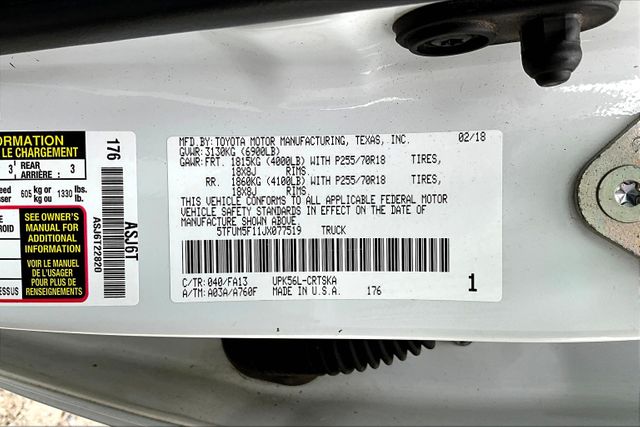 ORMATION
LE CHARGEMENT
3 REAR ARRIÈRE : 3
605 kg or kg ou 1330 lbs. lb.
SEE OWNER'S
MANUAL FOR
ADDITIONAL
INFORMATION
VOIR LE MANUEL
DE L'USAGER
POUR PLUS DE
RENSEIGNEMENTS
176
ASJ6T
MFD.BY:TOYOTA MOTOR MANUFACTURING, TEXAS, INC. 02/18
GVWR:3130KG (6900LB)
GAWR:FRT. 1815KG (4000LB) WITH P255/70R18 TIRES,
18X8J RIMS.
RR. 1860KG (4100LB) WITH P255/70R18 TIRES,
18X8J RIMS.
THIS VEHICLE CONFORMS TO ALL APPLICABLE FEDERAL MOTOR
VEHICLE SAFETY STANDARDS IN EFFECT ON THE DATE OF
MANUFACTURE SHOWN ABOVE.
5TFUM5F11JX077519 TRUCK
C/TR:040/FA13 UPK56L-CRTSKA
A/TM:A03A/A760F MADE IN U.S.A. 176 1